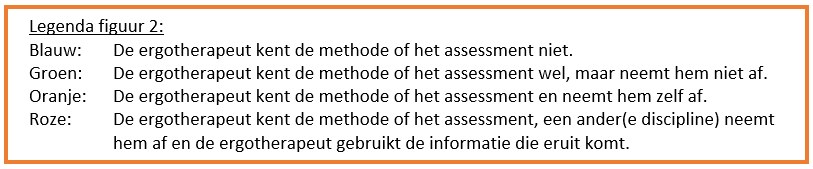 Legenda figuur 2:
Blauw: De ergotherapeut kent de methode of het assessment niet.
Groen: De ergotherapeut kent de methode of het assessment wel, maar neemt hem niet af.
Oranje: De ergotherapeut kent de methode of het assessment en neemt hem zelf af.
Roze: De ergotherapeut kent de methode of het assessment, een ander(e discipline) neemt
hem af en de ergotherapeut gebruikt de informatie die eruit komt.